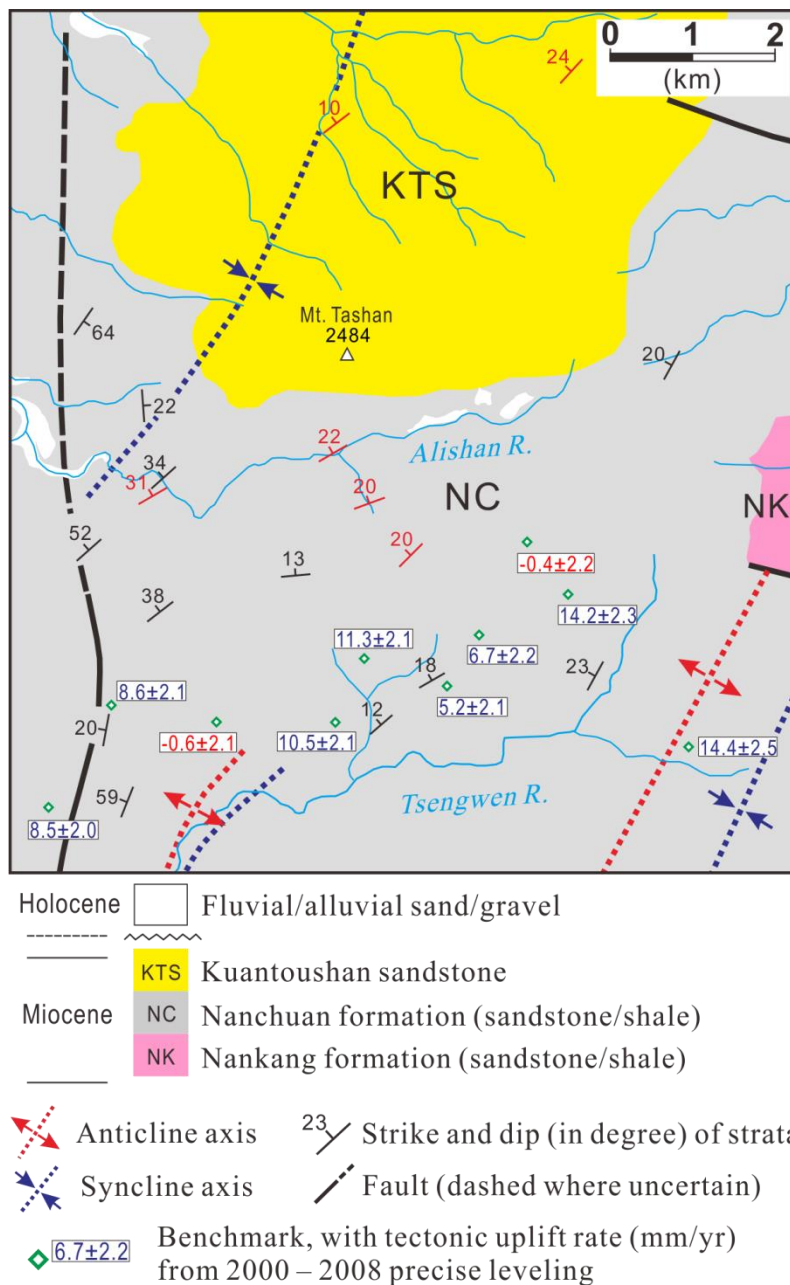 0 1 2
(km)
24
10
KTS
Mt. Tashan
2484
64
20
22
22
Alishan R.
34
31
20
NC
NK
52
20
13
-0.4±2.2
38
14.2±2.3
11.3±2.1
6.7±2.2
18
23
8.6±2.1
5.2±2.1
20
-0.6±2.1
10.5±2.1
12
14.4±2.5
59
Tsengwen R.
8.5±2.0
Holocene Fluvial/alluvial sand/gravel
KTS Kuantoushan sandstone
Miocene NC Nanchuan formation (sandstone/shale)
NK Nankang formation (sandstone/shale)
Anticline axis 23 Strike and dip (in degree) of strata
Syncline axis Fault (dashed where uncertain)
6.7±2.2 Benchmark, with tectonic uplift rate (mm/yr)
from 2000 – 2008 precise leveling